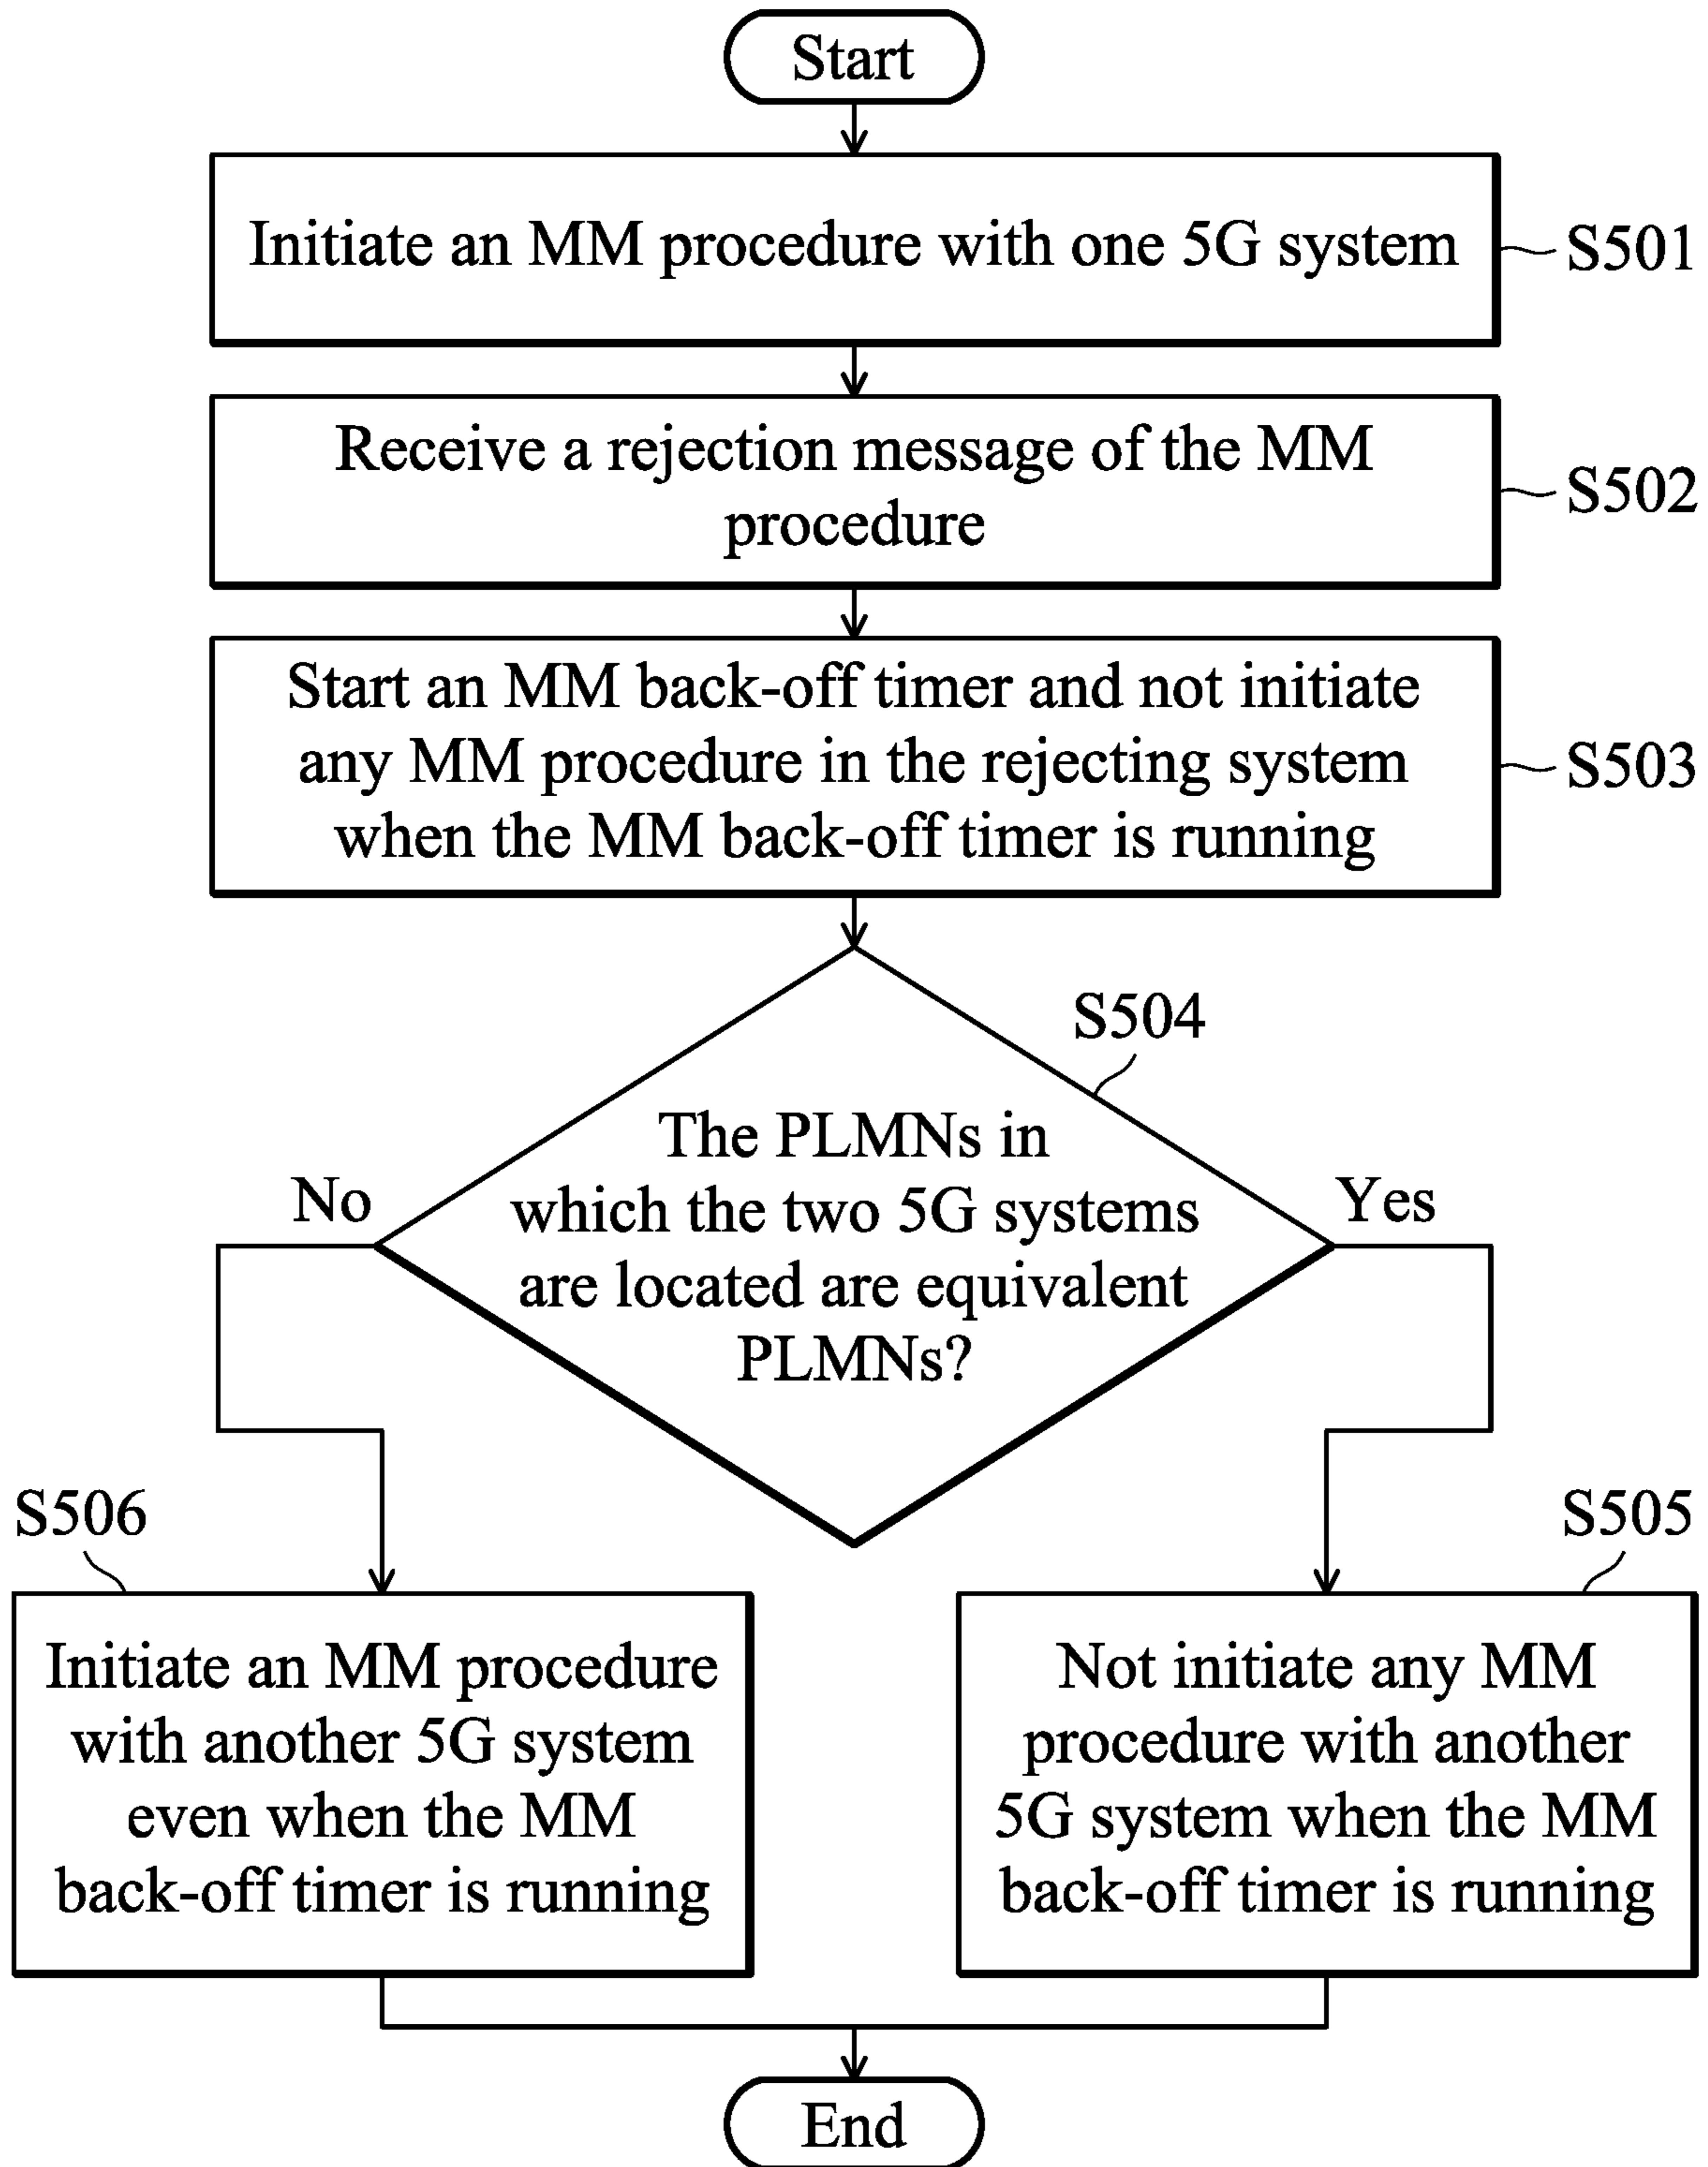 Start
Initiate an MM procedure with one 5G system
S501
Receive a rejection message of the MM
procedure
S502
Start an MM back-off timer and not initiate
any MM procedure in the rejecting system
when the MM back-off timer is running
S503
S504
The PLMNs in
which the two 5G systems
are located are equivalent
PLMNs?
No
Yes
S506
Initiate an MM procedure
with another 5G system
even when the MM
back-off timer is running
S505
Not initiate any MM
procedure with another
5G system when the MM
back-off timer is running
End